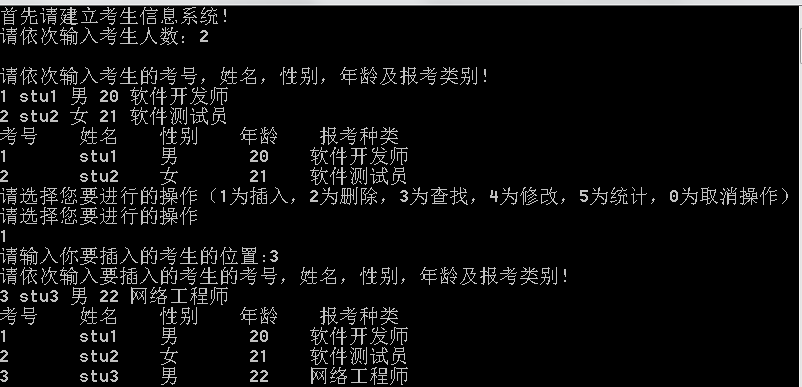 首先请建立考生信息系统!
请依次输入考生人数: 2
请依次输入考生的考号, 姓名, 性别, 年龄及报考类别!
1 stu1 男 20 软件开发师
2 stu2 女 21 软件测试员
考号 姓名 性别 年龄 报考种类
1 stu1 男 20 软件开发师
2 stu2 女 21 软件测试员
请选择您要进行的操作 (1为插入, 2为删除, 3为查找, 4为修改, 5为统计, 0为取消操作)
请选择您要进行的操作
1
请输入你要插入的考生的位置:3
请依次输入要插入的考生的考号, 姓名, 性别, 年龄及报考类别!
3 stu3 男 22 网络工程师
考号 姓名 性别 年龄 报考种类
1 stu1 男 20 软件开发师
2 stu2 女 21 软件测试员
3 stu3 男 22 网络工程师